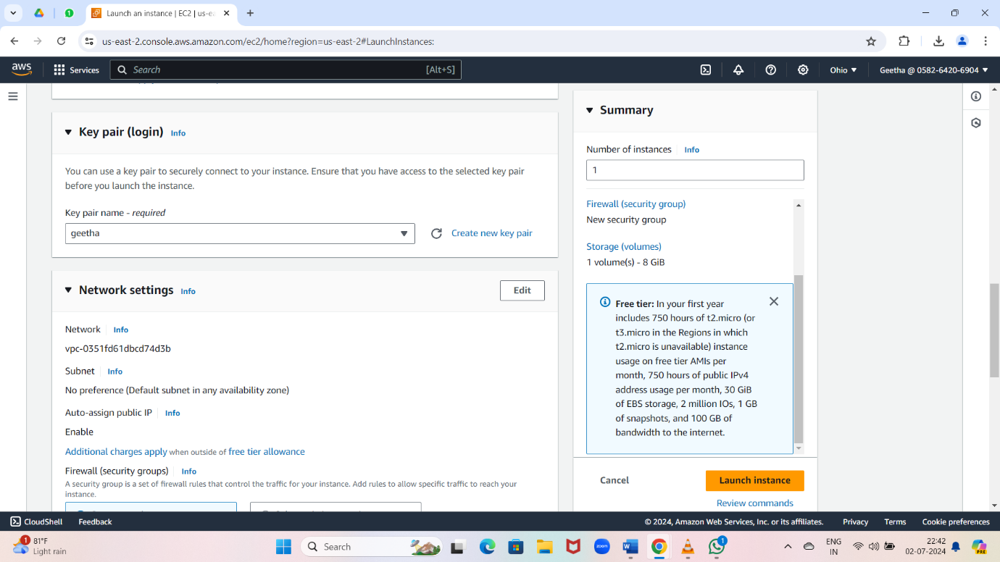 1
Launch an instance | EC2 | us-ea
us-east-2.console.aws.amazon.com/ec2/home?region=us-east-2#LaunchInstances:
aws
Services
Search
[Alt+S]
Ohio
Geetha @ 0582-6420-6904
Key pair (login) Info
You can use a key pair to securely connect to your instance. Ensure that you have access to the selected key pair
before you launch the instance.
Key pair name - required
geetha
Create new key pair
Network settings Info
Edit
Network Info
vpc-0351fd61dbcd74d3b
Subnet Info
No preference (Default subnet in any availability zone)
Auto-assign public IP Info
Enable
Additional charges apply when outside of free tier allowance
Firewall (security groups) Info
A security group is a set of firewall rules that control the traffic for your instance. Add rules to allow specific traffic to reach your
instance.
Summary
Number of instances Info
1
Firewall (security group)
New security group
Storage (volumes)
1 volume(s) - 8 GiB
Free tier: In your first year
includes 750 hours of t2.micro (or
t3.micro in the Regions in which
t2.micro is unavailable) instance
usage on free tier AMIs per
month, 750 hours of public IPv4
address usage per month, 30 GiB
of EBS storage, 2 million IOs, 1 GB
of snapshots, and 100 GB of
bandwidth to the internet.
Cancel
Launch instance
Review commands
CloudShell
Feedback
© 2024, Amazon Web Services, Inc. or its affiliates.
Privacy
Terms
Cookie preferences
1
81°F
Light rain
Search
zoom
W
1
ENG
IN
22:42
02-07-2024
PRE